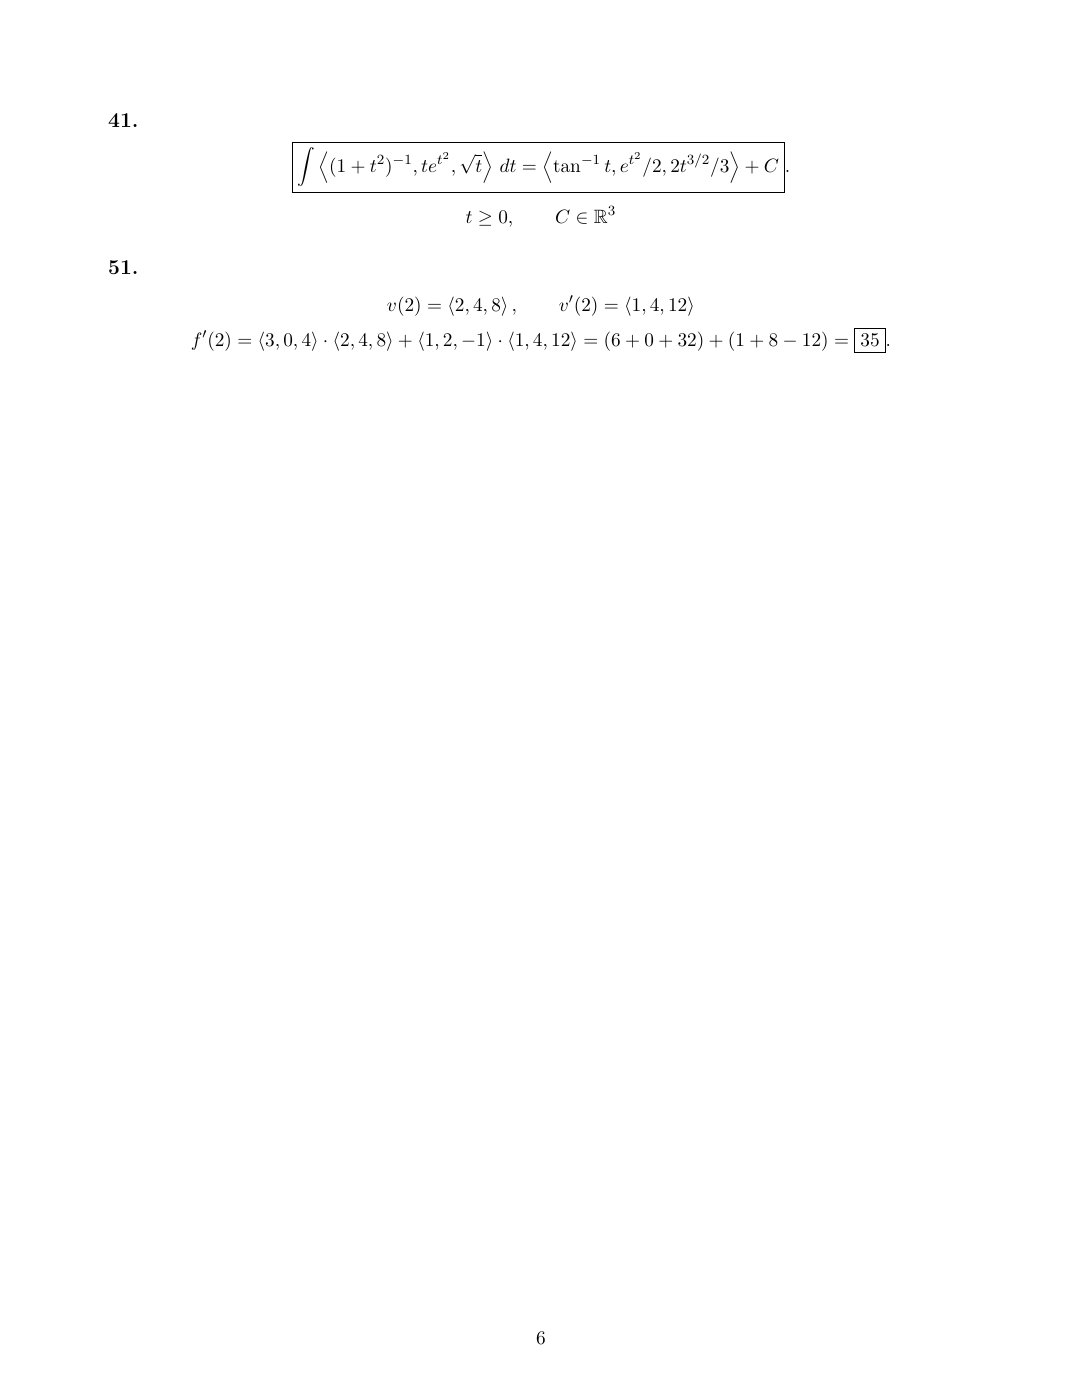 41.
∫ ⟨(1 + t²)⁻¹, te^{t²}, √t⟩ dt = ⟨tan⁻¹ t, e^{t²}/2, 2t^{3/2}/3⟩ + C.
t ≥ 0, C ∈ ℝ³
51.
v(2) = ⟨2, 4, 8⟩, v′(2) = ⟨1, 4, 12⟩
f′(2) = ⟨3, 0, 4⟩ · ⟨2, 4, 8⟩ + ⟨1, 2, −1⟩ · ⟨1, 4, 12⟩ = (6 + 0 + 32) + (1 + 8 − 12) = 35.
6